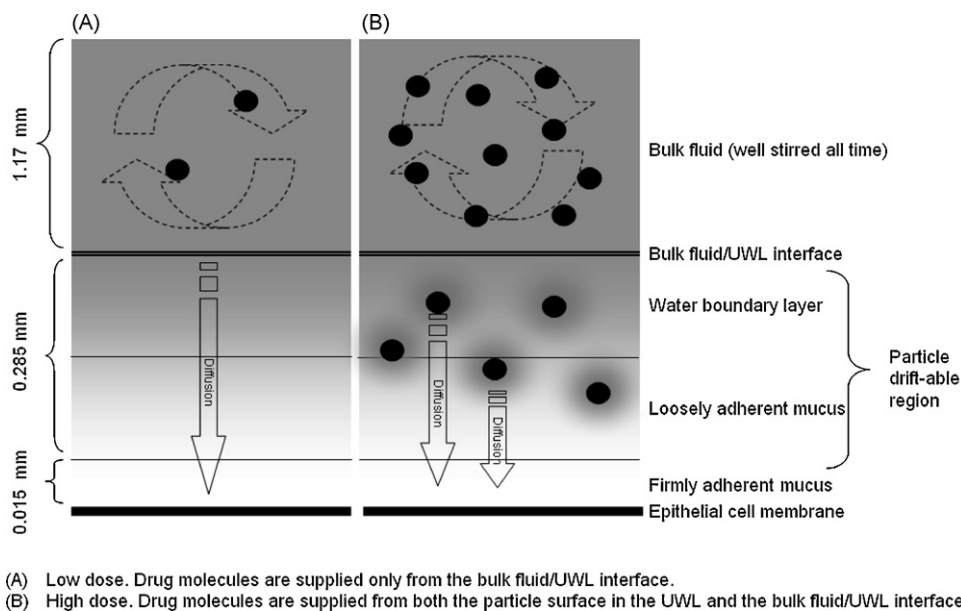 (A)
(B)
1.17 mm
Bulk fluid (well stirred all time)
Bulk fluid/UWL interface
0.285 mm
Water boundary layer
Particle
drift-able
region
Diffusion
Diffusion
Diffusion
Loosely adherent mucus
0.015 mm
Firmly adherent mucus
Epithelial cell membrane
(A) Low dose. Drug molecules are supplied only from the bulk fluid/UWL interface.
(B) High dose. Drug molecules are supplied from both the particle surface in the UWL and the bulk fluid/UWL interface